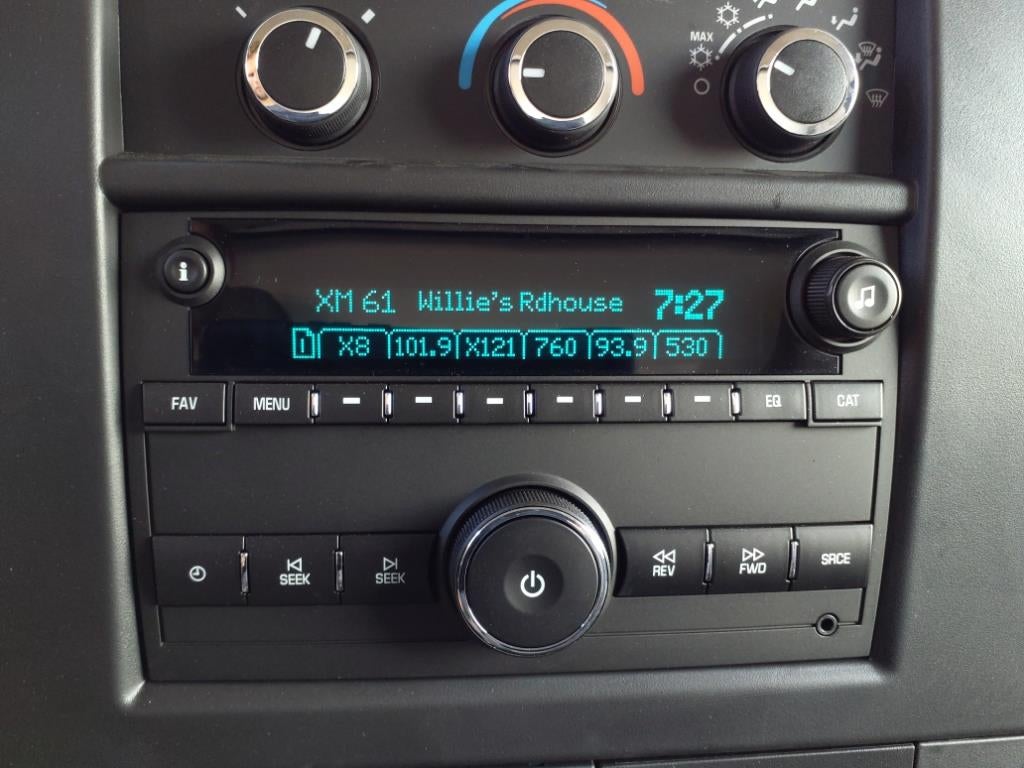 MAX
i
XM 61 Willie's Rdhouse 7:27
1 X8 101.9 X121 760 93.9 530
FAV MENU EQ CAT
SEEK SEEK REV FWD SRCE